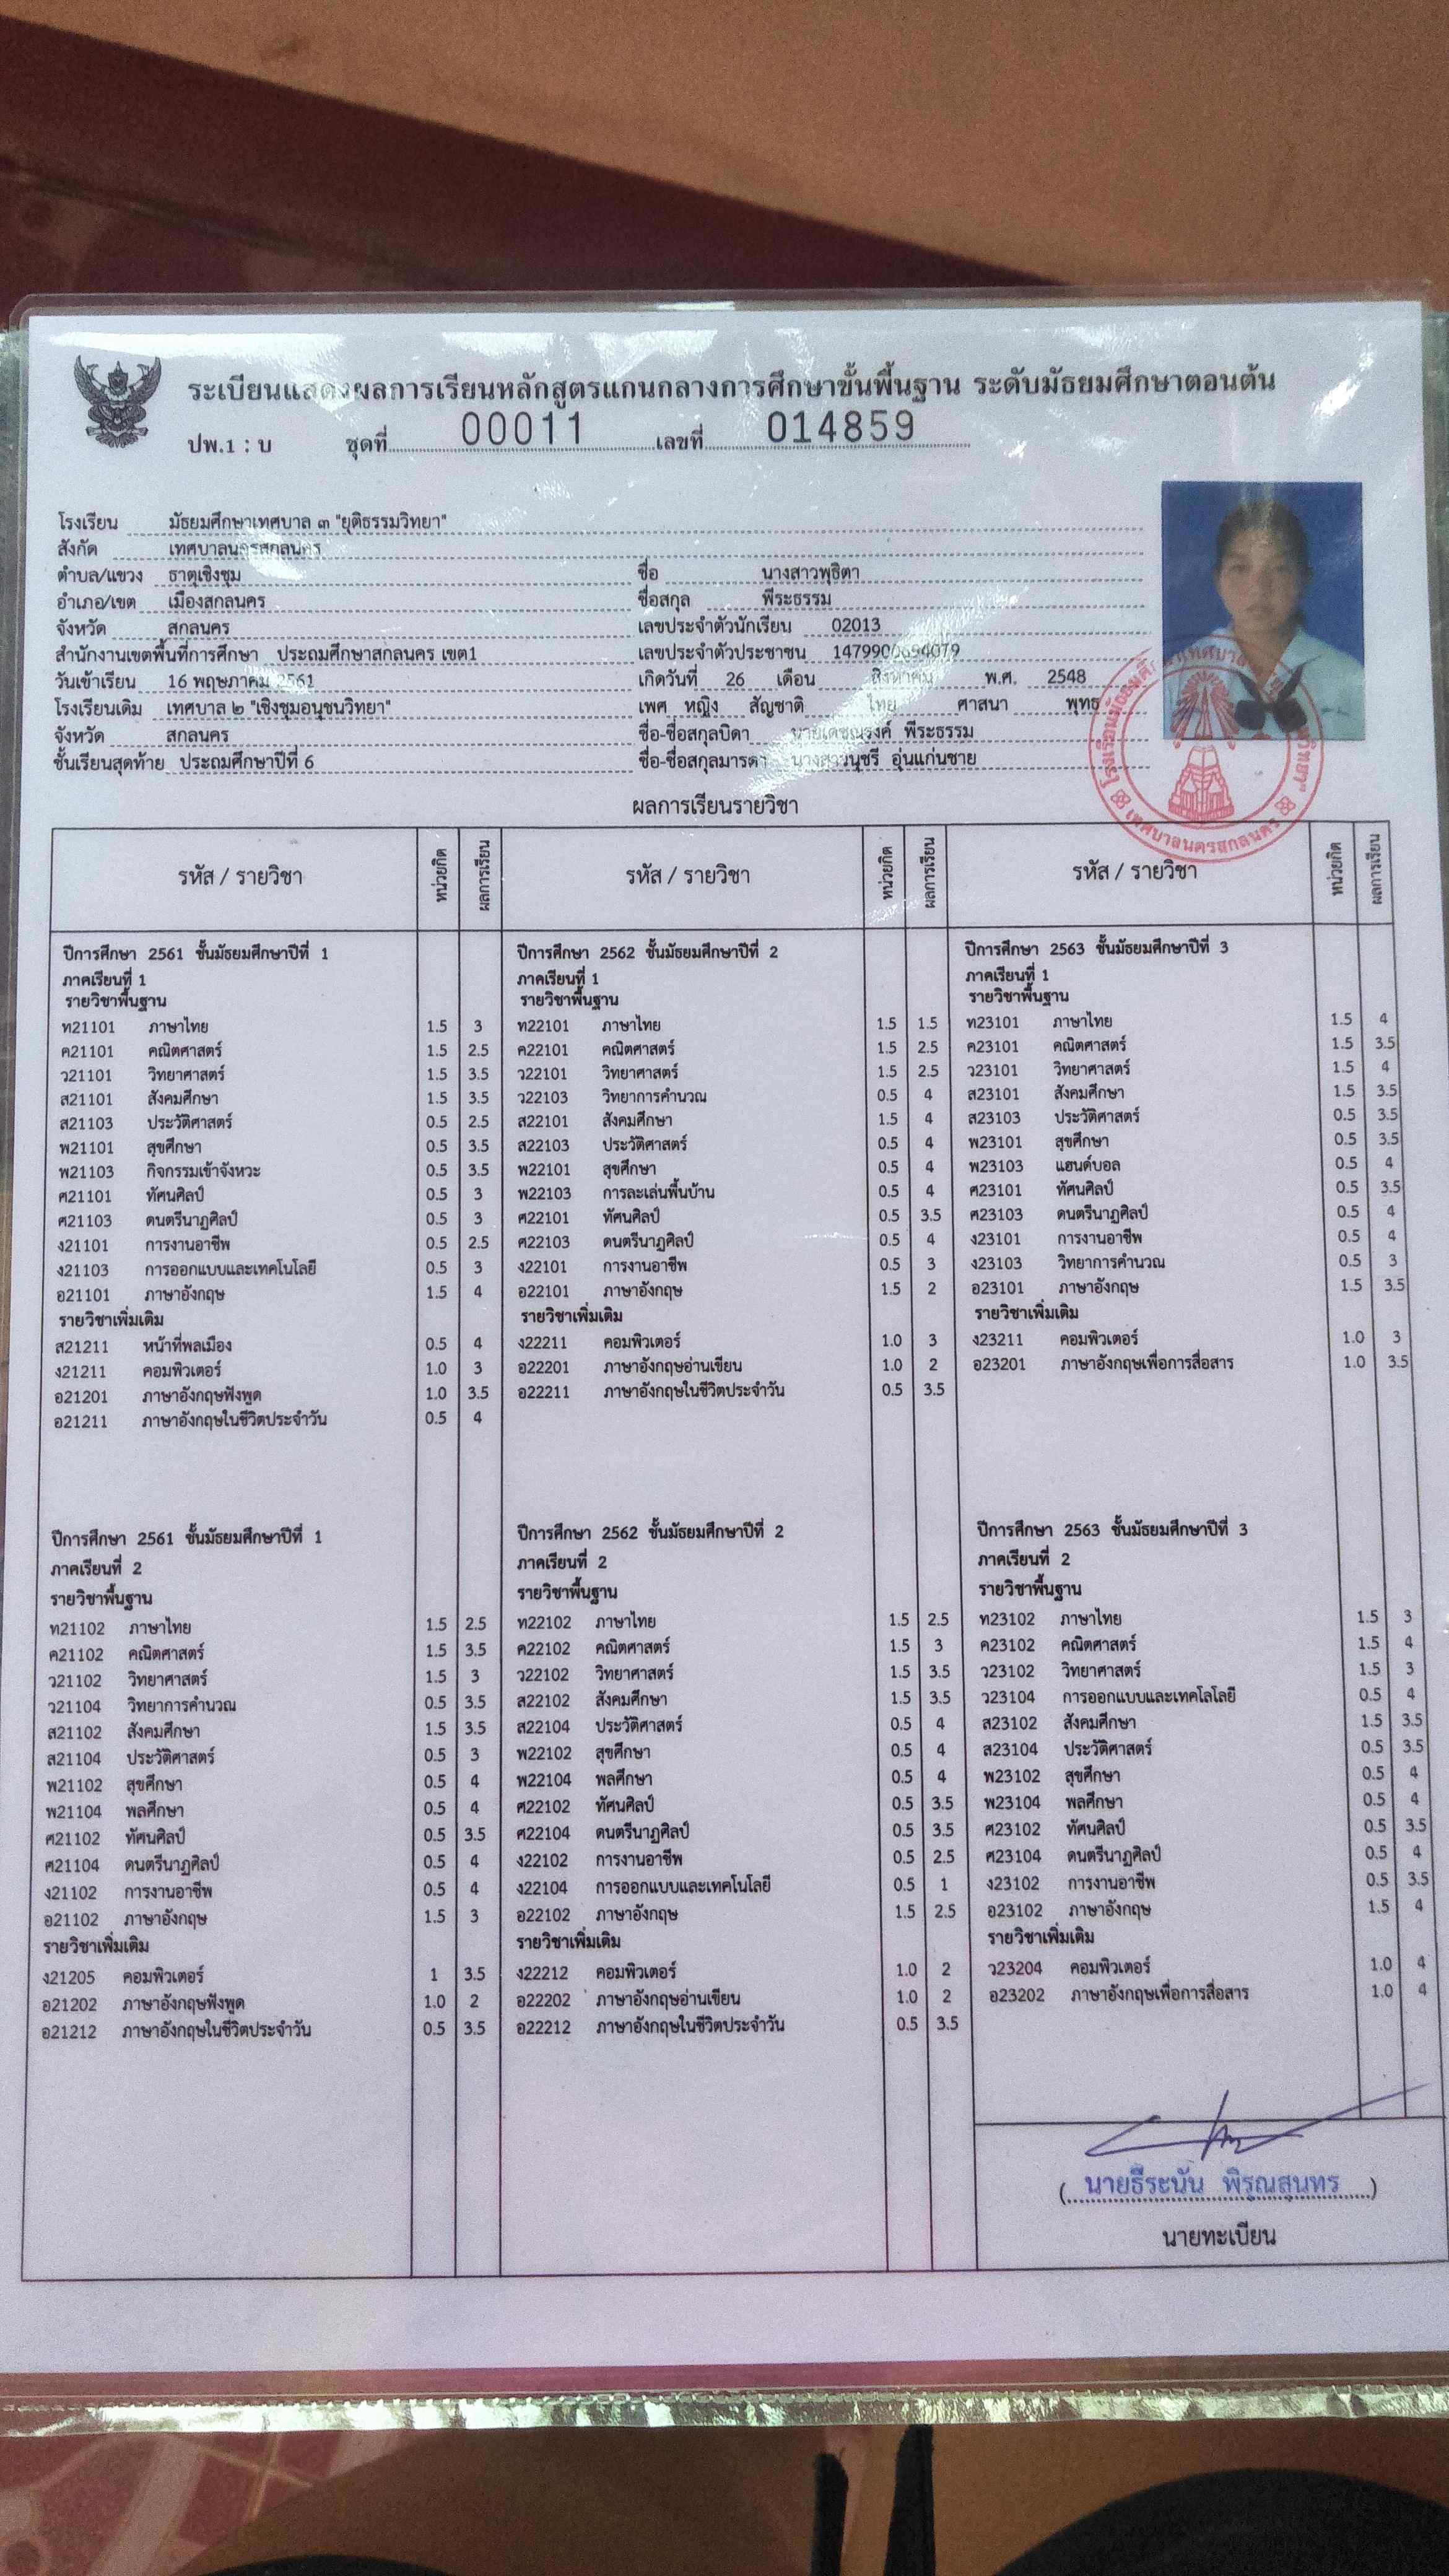 ระเบียนแสดงผลการเรียนหลักสูตรแกนกลางการศึกษาขั้นพื้นฐาน ระดับมัธยมศึกษาตอนต้น
ปพ.1 : บ ชุดที่ 00011 เลขที่ 014859
โรงเรียน มัธยมศึกษาเทศบาล ๓ "ยุติธรรมวิทยา"
สังกัด เทศบาลนครสกลนคร
ตำบล/แขวง ธาตุเชิงชุม
อำเภอ/เขต เมืองสกลนคร
จังหวัด สกลนคร
สำนักงานเขตพื้นที่การศึกษา ประถมศึกษาสกลนคร เขต1
วันเข้าเรียน 16 พฤษภาคม 2561
โรงเรียนเดิม เทศบาล ๒ "เชิงชุมอนุชนวิทยา"
จังหวัด สกลนคร
ชั้นเรียนสุดท้าย ประถมศึกษาปีที่ 6
ชื่อ นางสาวพุธิตา
ชื่อสกุล พีระธรรม
เลขประจำตัวนักเรียน 02013
เลขประจำตัวประชาชน
เกิดวันที่ 26 เดือน สิงหาคม พ.ศ. 2548
เพศ หญิง สัญชาติ ไทย ศาสนา พุทธ
ชื่อ-ชื่อสกุลบิดา พีระธรรม
ชื่อ-ชื่อสกุลมารดา อุ่นแก่นชาย
เทศบาลนครสกลนคร
ผลการเรียนรายวิชา
รหัส / รายวิชา หน่วยกิต ผลการเรียน รหัส / รายวิชา หน่วยกิต ผลการเรียน รหัส / รายวิชา หน่วยกิต ผลการเรียน
ปีการศึกษา 2561 ชั้นมัธยมศึกษาปีที่ 1
ภาคเรียนที่ 1
รายวิชาพื้นฐาน
ท21101 ภาษาไทย 1.5 3
ค21101 คณิตศาสตร์ 1.5 2.5
ว21101 วิทยาศาสตร์ 1.5 3.5
ส21101 สังคมศึกษา 1.5 3.5
ส21103 ประวัติศาสตร์ 0.5 2.5
พ21101 สุขศึกษา 0.5 3.5
พ21103 กิจกรรมเข้าจังหวะ 0.5 3.5
ศ21101 ทัศนศิลป์ 0.5 3
ศ21103 ดนตรีนาฏศิลป์ 0.5 3
ง21101 การงานอาชีพ 0.5 2.5
ง21103 การออกแบบและเทคโนโลยี 0.5 3
อ21101 ภาษาอังกฤษ 1.5 4
รายวิชาเพิ่มเติม
ส21211 หน้าที่พลเมือง 0.5 4
ง21211 คอมพิวเตอร์ 1.0 3
อ21201 ภาษาอังกฤษฟังพูด 1.0 3.5
อ21211 ภาษาอังกฤษในชีวิตประจำวัน 0.5 4
ปีการศึกษา 2561 ชั้นมัธยมศึกษาปีที่ 1
ภาคเรียนที่ 2
รายวิชาพื้นฐาน
ท21102 ภาษาไทย 1.5 2.5
ค21102 คณิตศาสตร์ 1.5 3.5
ว21102 วิทยาศาสตร์ 1.5 3
ว21104 วิทยาการคำนวณ 0.5 3.5
ส21102 สังคมศึกษา 1.5 3.5
ส21104 ประวัติศาสตร์ 0.5 3
พ21102 สุขศึกษา 0.5 4
พ21104 พลศึกษา 0.5 4
ศ21102 ทัศนศิลป์ 0.5 3.5
ศ21104 ดนตรีนาฏศิลป์ 0.5 4
ง21102 การงานอาชีพ 0.5 4
อ21102 ภาษาอังกฤษ 1.5 3
รายวิชาเพิ่มเติม
ง21205 คอมพิวเตอร์ 1 3.5
อ21202 ภาษาอังกฤษฟังพูด 1.0 2
อ21212 ภาษาอังกฤษในชีวิตประจำวัน 0.5 3.5
ปีการศึกษา 2562 ชั้นมัธยมศึกษาปีที่ 2
ภาคเรียนที่ 1
รายวิชาพื้นฐาน
ท22101 ภาษาไทย 1.5 1.5
ค22101 คณิตศาสตร์ 1.5 2.5
ว22101 วิทยาศาสตร์ 1.5 2.5
ว22103 วิทยาการคำนวณ 0.5 4
ส22101 สังคมศึกษา 1.5 4
ส22103 ประวัติศาสตร์ 0.5 4
พ22101 สุขศึกษา 0.5 4
พ22103 การละเล่นพื้นบ้าน 0.5 4
ศ22101 ทัศนศิลป์ 0.5 3.5
ศ22103 ดนตรีนาฏศิลป์ 0.5 4
ง22101 การงานอาชีพ 0.5 3
อ22101 ภาษาอังกฤษ 1.5 2
รายวิชาเพิ่มเติม
ง22211 คอมพิวเตอร์ 1.0 3
อ22201 ภาษาอังกฤษอ่านเขียน 1.0 2
อ22211 ภาษาอังกฤษในชีวิตประจำวัน 0.5 3.5
ปีการศึกษา 2562 ชั้นมัธยมศึกษาปีที่ 2
ภาคเรียนที่ 2
รายวิชาพื้นฐาน
ท22102 ภาษาไทย 1.5 2.5
ค22102 คณิตศาสตร์ 1.5 3
ว22102 วิทยาศาสตร์ 1.5 3.5
ส22102 สังคมศึกษา 1.5 3.5
ส22104 ประวัติศาสตร์ 0.5 4
พ22102 สุขศึกษา 0.5 4
พ22104 พลศึกษา 0.5 4
ศ22102 ทัศนศิลป์ 0.5 3.5
ศ22104 ดนตรีนาฏศิลป์ 0.5 3.5
ง22102 การงานอาชีพ 0.5 2.5
ง22104 การออกแบบและเทคโนโลยี 0.5 1
อ22102 ภาษาอังกฤษ 1.5 2.5
รายวิชาเพิ่มเติม
ง22212 คอมพิวเตอร์ 1.0 2
อ22202 ภาษาอังกฤษอ่านเขียน 1.0 2
อ22212 ภาษาอังกฤษในชีวิตประจำวัน 0.5 3.5
ปีการศึกษา 2563 ชั้นมัธยมศึกษาปีที่ 3
ภาคเรียนที่ 1
รายวิชาพื้นฐาน
ท23101 ภาษาไทย 1.5 4
ค23101 คณิตศาสตร์ 1.5 3.5
ว23101 วิทยาศาสตร์ 1.5 4
ส23101 สังคมศึกษา 1.5 3.5
ส23103 ประวัติศาสตร์ 0.5 3.5
พ23101 สุขศึกษา 0.5 3.5
พ23103 แฮนด์บอล 0.5 4
ศ23101 ทัศนศิลป์ 0.5 3.5
ศ23103 ดนตรีนาฏศิลป์ 0.5 4
ง23101 การงานอาชีพ 0.5 4
ง23103 วิทยาการคำนวณ 0.5 3
อ23101 ภาษาอังกฤษ 1.5 3.5
รายวิชาเพิ่มเติม
ง23211 คอมพิวเตอร์ 1.0 3
อ23201 ภาษาอังกฤษเพื่อการสื่อสาร 1.0 3.5
ปีการศึกษา 2563 ชั้นมัธยมศึกษาปีที่ 3
ภาคเรียนที่ 2
รายวิชาพื้นฐาน
ท23102 ภาษาไทย 1.5 3
ค23102 คณิตศาสตร์ 1.5 4
ว23102 วิทยาศาสตร์ 1.5 3
ว23104 การออกแบบและเทคโลโลยี 0.5 4
ส23102 สังคมศึกษา 1.5 3.5
ส23104 ประวัติศาสตร์ 0.5 3.5
พ23102 สุขศึกษา 0.5 4
พ23104 พลศึกษา 0.5 4
ศ23102 ทัศนศิลป์ 0.5 3.5
ศ23104 ดนตรีนาฏศิลป์ 0.5 4
ง23102 การงานอาชีพ 0.5 3.5
อ23102 ภาษาอังกฤษ 1.5 4
รายวิชาเพิ่มเติม
ว23204 คอมพิวเตอร์ 1.0 4
อ23202 ภาษาอังกฤษเพื่อการสื่อสาร 1.0 4
(นายธีระนัน พิรุณสุนทร)
นายทะเบียน